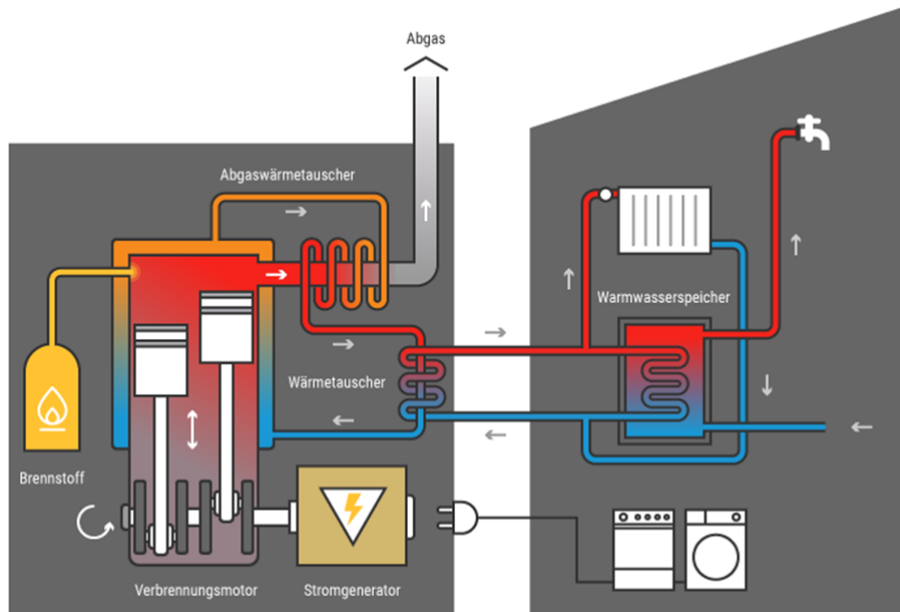 Abgas
Abgaswärmetauscher
Warmwasserspeicher
Wärmetauscher
Brennstoff
Verbrennungsmotor
Stromgenerator